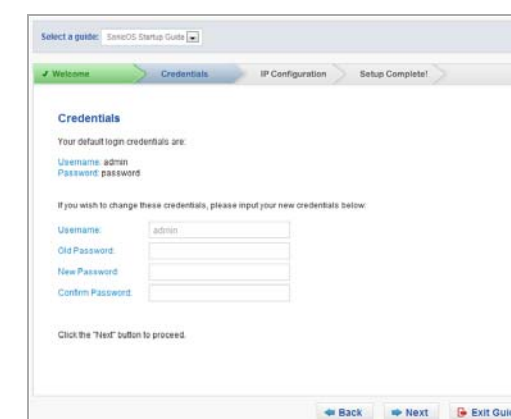 Select a guide: SonicOS Startup Guide
Welcome Credentials IP Configuration Setup Complete!
Credentials
Your default login credentials are:
Username: admin
Password: password
If you wish to change these credentials, please input your new credentials below:
Username: admin
Old Password:
New Password:
Confirm Password:
Click the "Next" button to proceed.
Back Next Exit Guid